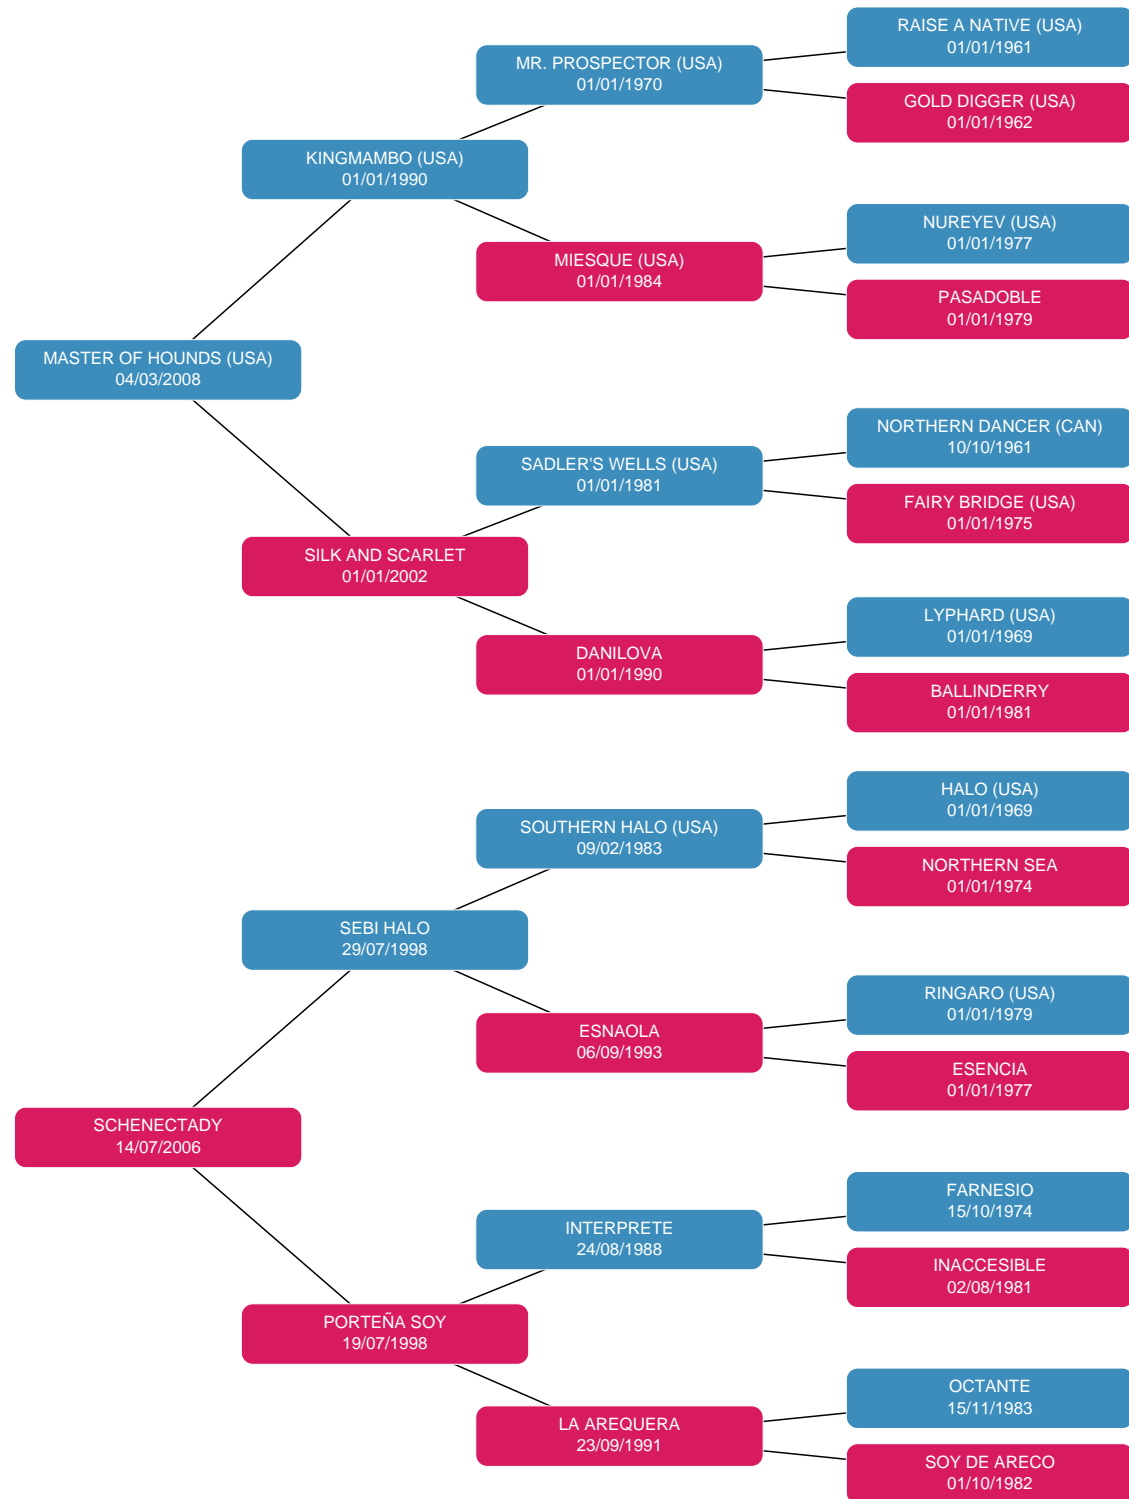 RAISE A NATIVE (USA)
01/01/1961
MR. PROSPECTOR (USA)
01/01/1970
GOLD DIGGER (USA)
01/01/1962
KINGMAMBO (USA)
01/01/1990
NUREYEV (USA)
01/01/1977
MIESQUE (USA)
01/01/1984
PASADOBLE
01/01/1979
MASTER OF HOUNDS (USA)
04/03/2008
NORTHERN DANCER (CAN)
10/10/1961
SADLER'S WELLS (USA)
01/01/1981
FAIRY BRIDGE (USA)
01/01/1975
SILK AND SCARLET
01/01/2002
LYPHARD (USA)
01/01/1969
DANILOVA
01/01/1990
BALLINDERRY
01/01/1981
HALO (USA)
01/01/1969
SOUTHERN HALO (USA)
09/02/1983
NORTHERN SEA
01/01/1974
SEBI HALO
29/07/1998
RINGARO (USA)
01/01/1979
ESNAOLA
06/09/1993
ESENCIA
01/01/1977
SCHENECTADY
14/07/2006
FARNESIO
15/10/1974
INTERPRETE
24/08/1988
INACCESIBLE
02/08/1981
PORTEÑA SOY
19/07/1998
OCTANTE
15/11/1983
LA AREQUERA
23/09/1991
SOY DE ARECO
01/10/1982